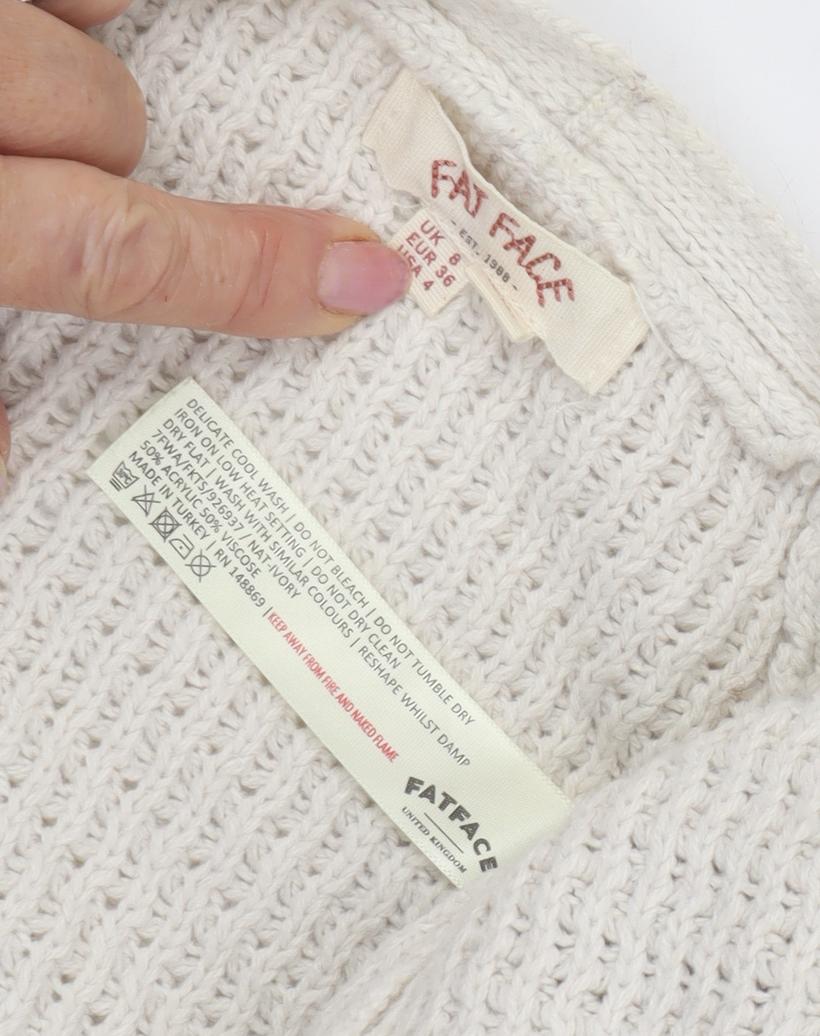 FAT FACE
- EST. 1988 -
UK 8
EUR 36
USA 4
DELICATE COOL WASH | DO NOT BLEACH | DO NOT TUMBLE DRY
IRON ON LOW HEAT SETTING | DO NOT DRY CLEAN
DRY FLAT | WASH WITH SIMILAR COLOURS | RESHAPE WHILST DAMP
7FWA/FKTS/926937 / NAT-IVORY
50% ACRYLIC 50% VISCOSE
MADE IN TURKEY | RN 148869 | KEEP AWAY FROM FIRE AND NAKED FLAME
FATFACE
UNITED KINGDOM